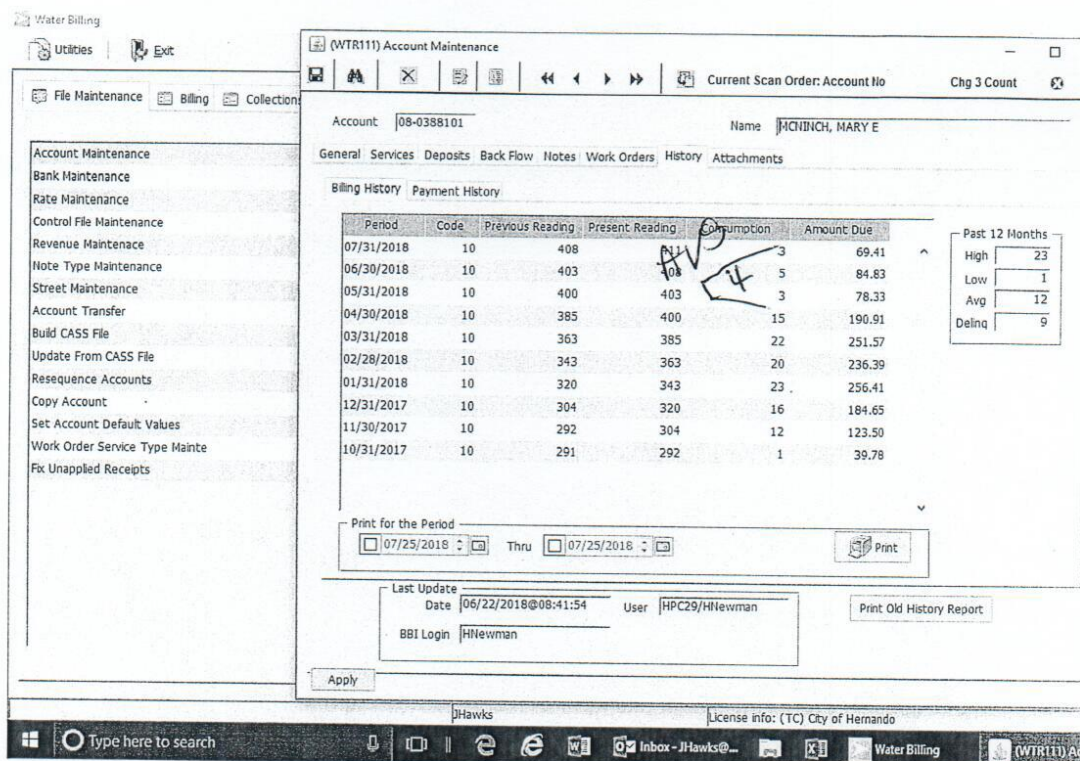 Water Billing
Utilities Exit
File Maintenance Billing Collections
Account Maintenance
Bank Maintenance
Rate Maintenance
Control File Maintenance
Revenue Maintenace
Note Type Maintenance
Street Maintenance
Account Transfer
Build CASS File
Update From CASS File
Resequence Accounts
Copy Account
Set Account Default Values
Work Order Service Type Mainte
Fix Unapplied Receipts
(WTR111) Account Maintenance
Current Scan Order: Account No Chg 3 Count
Account 08-0388101 Name MCNINCH, MARY E
General Services Deposits Back Flow Notes Work Orders History Attachments
Billing History Payment History
Period Code Previous Reading Present Reading Consumption Amount Due
07/31/2018 10 408 411 3 69.41
06/30/2018 10 403 408 84.83
05/31/2018 10 400 403 3 78.33
04/30/2018 10 385 400 15 190.91
03/31/2018 10 363 385 22 251.57
02/28/2018 10 343 363 20 236.39
01/31/2018 10 320 343 23 256.41
12/31/2017 10 304 320 16 184.65
11/30/2017 10 292 304 12 123.50
10/31/2017 10 291 292 1 39.78
AVG
4
Past 12 Months
High 23
Low 1
Avg 12
Delinq 9
Print for the Period
07/25/2018 Thru 07/25/2018 Print
Last Update
Date 06/22/2018@08:41:54 User HPC29/HNewman
BBI Login HNewman
Print Old History Report
Apply
JHawks License info: (TC) City of Hernando
Type here to search Inbox - JHawks@... Water Billing (WTR111) Ac